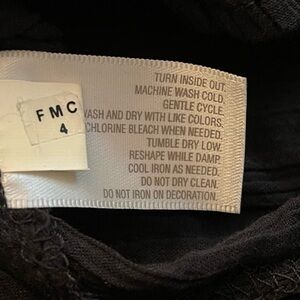 TURN INSIDE OUT.
MACHINE WASH COLD.
GENTLE CYCLE.
WASH AND DRY WITH LIKE COLORS.
CHLORINE BLEACH WHEN NEEDED.
TUMBLE DRY LOW.
RESHAPE WHILE DAMP.
COOL IRON AS NEEDED.
DO NOT DRY CLEAN.
DO NOT IRON ON DECORATION.
FMC
4